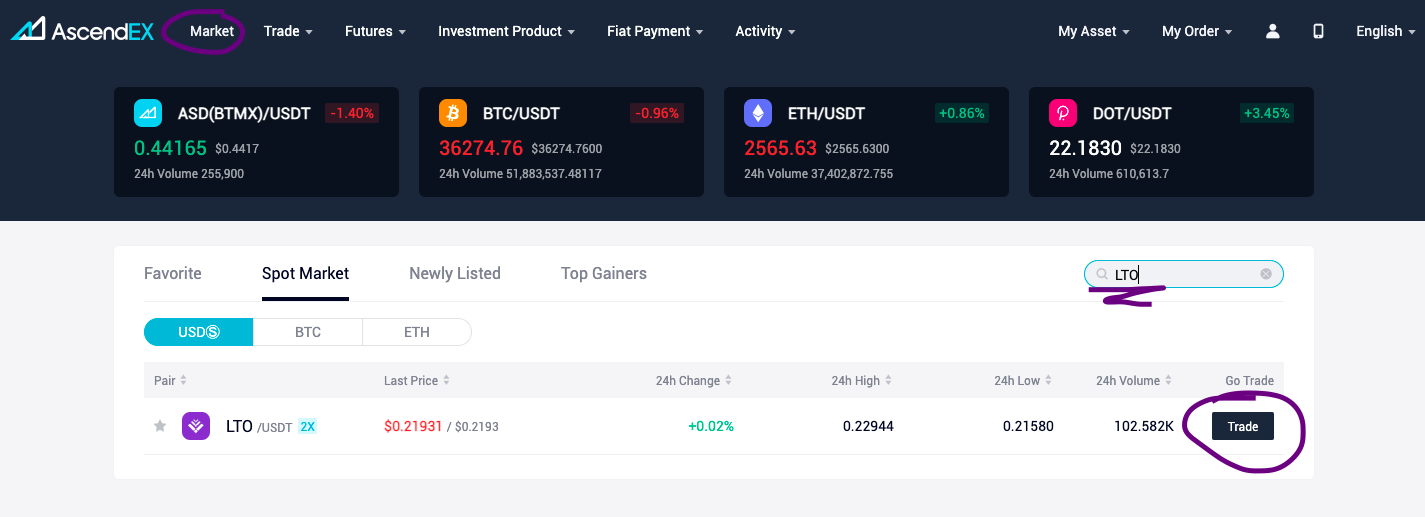 AscendEX Market Trade Futures Investment Product Fiat Payment Activity My Asset My Order English
ASD(BTMX)/USDT -1.40%
0.44165 $0.4417
24h Volume 255,900
BTC/USDT -0.96%
36274.76 $36274.7600
24h Volume 51,883,537.48117
ETH/USDT +0.86%
2565.63 $2565.6300
24h Volume 37,402,872.755
DOT/USDT +3.45%
22.1830 $22.1830
24h Volume 610,613.7
Favorite Spot Market Newly Listed Top Gainers LTO
USDⓈ BTC ETH
Pair Last Price 24h Change 24h High 24h Low 24h Volume Go Trade
LTO /USDT 2X $0.21931 / $0.2193 +0.02% 0.22944 0.21580 102.582K Trade